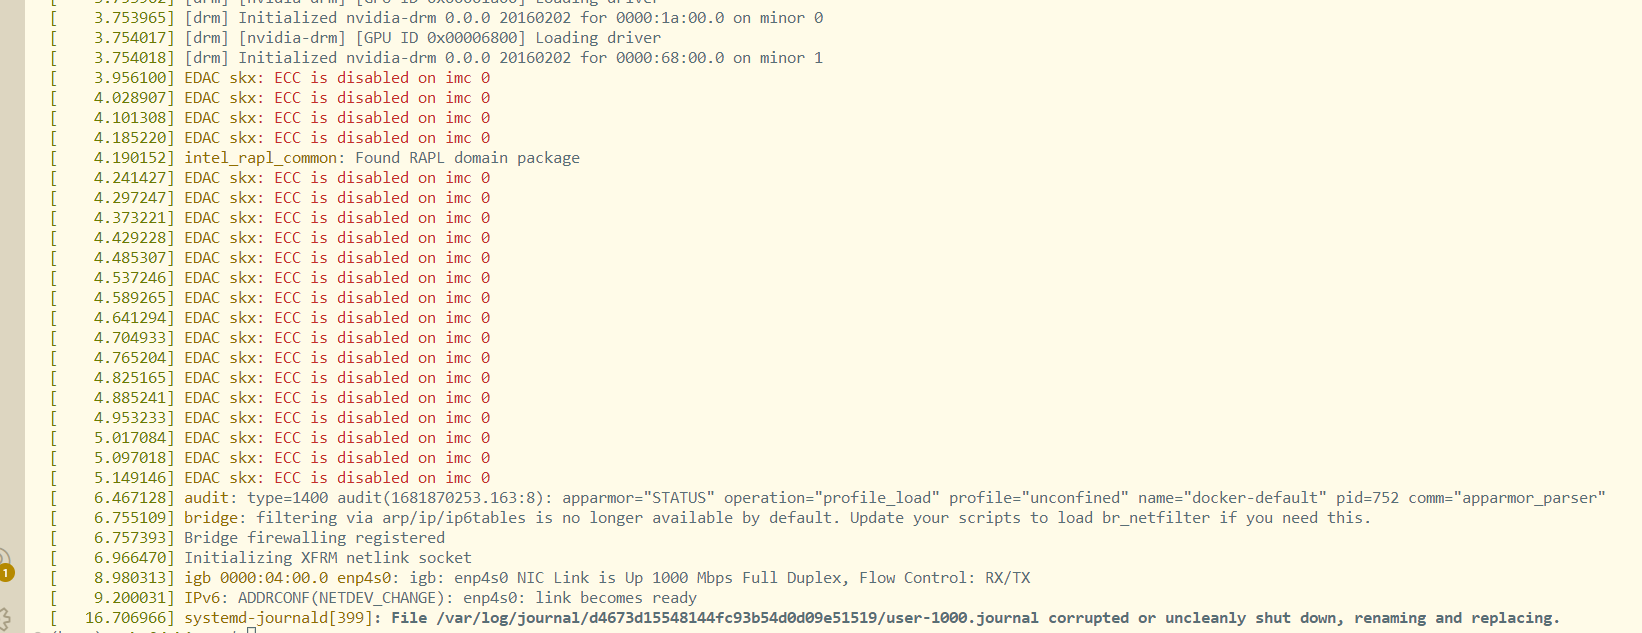 [    3.753962] [drm] [nvidia-drm] [GPU ID 0x00001a00] Loading driver
[    3.753965] [drm] Initialized nvidia-drm 0.0.0 20160202 for 0000:1a:00.0 on minor 0
[    3.754017] [drm] [nvidia-drm] [GPU ID 0x00006800] Loading driver
[    3.754018] [drm] Initialized nvidia-drm 0.0.0 20160202 for 0000:68:00.0 on minor 1
[    3.956100] EDAC skx: ECC is disabled on imc 0
[    4.028907] EDAC skx: ECC is disabled on imc 0
[    4.101308] EDAC skx: ECC is disabled on imc 0
[    4.185220] EDAC skx: ECC is disabled on imc 0
[    4.190152] intel_rapl_common: Found RAPL domain package
[    4.241427] EDAC skx: ECC is disabled on imc 0
[    4.297247] EDAC skx: ECC is disabled on imc 0
[    4.373221] EDAC skx: ECC is disabled on imc 0
[    4.429228] EDAC skx: ECC is disabled on imc 0
[    4.485307] EDAC skx: ECC is disabled on imc 0
[    4.537246] EDAC skx: ECC is disabled on imc 0
[    4.589265] EDAC skx: ECC is disabled on imc 0
[    4.641294] EDAC skx: ECC is disabled on imc 0
[    4.704933] EDAC skx: ECC is disabled on imc 0
[    4.765204] EDAC skx: ECC is disabled on imc 0
[    4.825165] EDAC skx: ECC is disabled on imc 0
[    4.885241] EDAC skx: ECC is disabled on imc 0
[    4.953233] EDAC skx: ECC is disabled on imc 0
[    5.017084] EDAC skx: ECC is disabled on imc 0
[    5.097018] EDAC skx: ECC is disabled on imc 0
[    5.149146] EDAC skx: ECC is disabled on imc 0
[    6.467128] audit: type=1400 audit(1681870253.163:8): apparmor="STATUS" operation="profile_load" profile="unconfined" name="docker-default" pid=752 comm="apparmor_parser"
[    6.755109] bridge: filtering via arp/ip/ip6tables is no longer available by default. Update your scripts to load br_netfilter if you need this.
[    6.757393] Bridge firewalling registered
[    6.966470] Initializing XFRM netlink socket
[    8.980313] igb 0000:04:00.0 enp4s0: igb: enp4s0 NIC Link is Up 1000 Mbps Full Duplex, Flow Control: RX/TX
[    9.200031] IPv6: ADDRCONF(NETDEV_CHANGE): enp4s0: link becomes ready
[   16.706966] systemd-journald[399]: File /var/log/journal/d4673d15548144fc93b54d0d09e51519/user-1000.journal corrupted or uncleanly shut down, renaming and replacing.
1